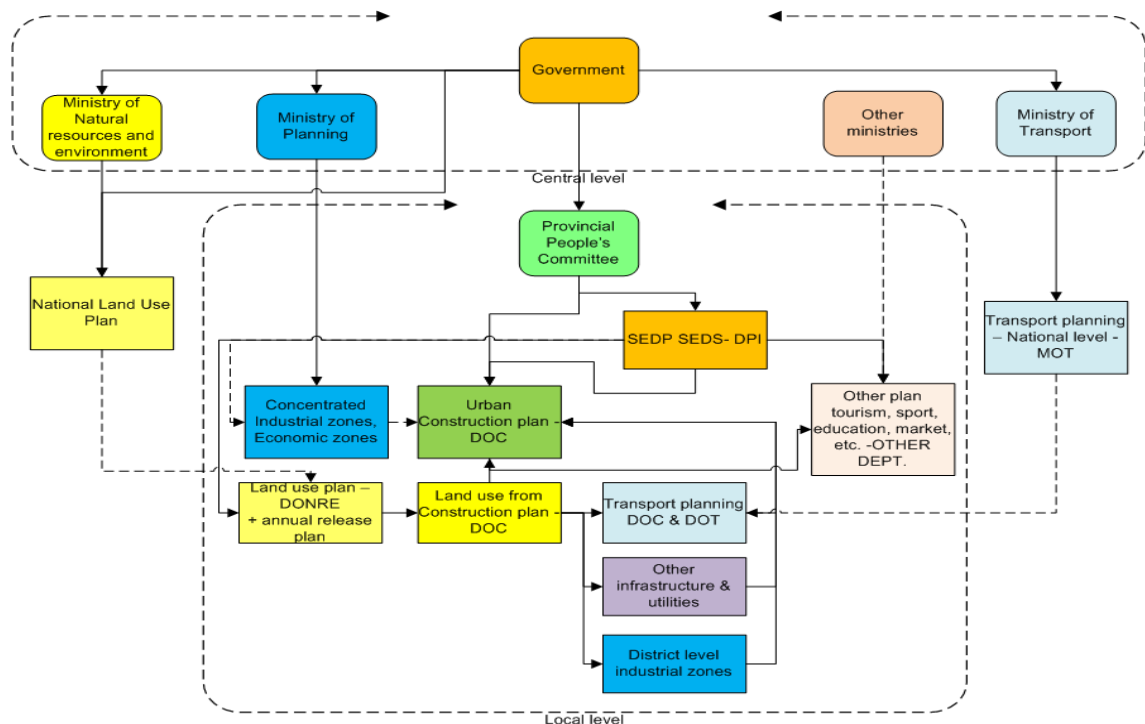 Government
Ministry of
Natural
resources and
environment
Ministry of
Planning
Other
ministries
Ministry of
Transport
Central level
Provincial
People's
Committee
National Land Use
Plan
SEDP SEDS- DPI
Transport planning
– National level -
MOT
Concentrated
Industrial zones,
Economic zones
Urban
Construction plan -
DOC
Other plan
tourism, sport,
education, market,
etc. -OTHER
DEPT.
Land use plan –
DONRE
+ annual release
plan
Land use from
Construction plan -
DOC
Transport planning
DOC & DOT
Other
infrastructure &
utilities
District level
industrial zones
Local level